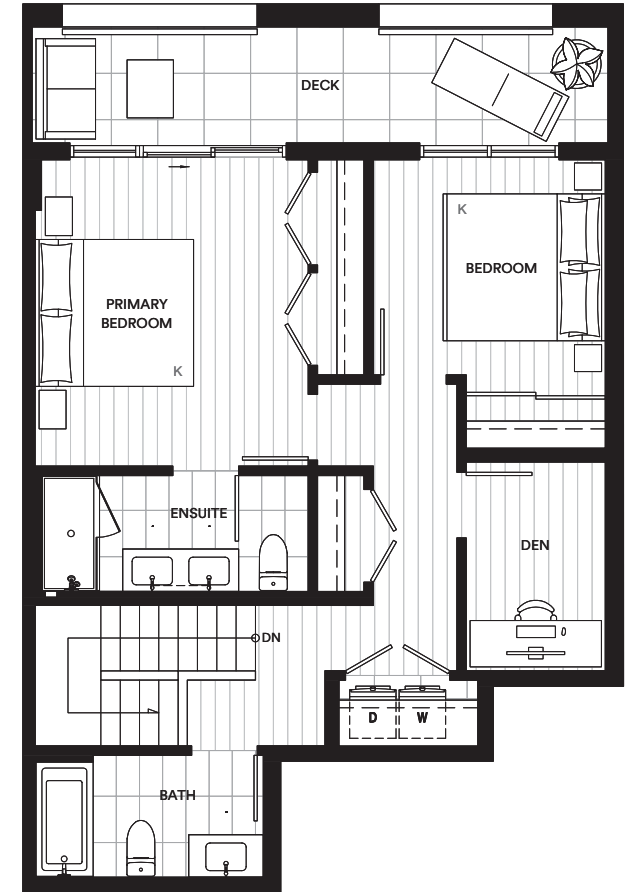 DECK
K
BEDROOM
PRIMARY
BEDROOM
K
ENSUITE
DEN
DN
D W
BATH